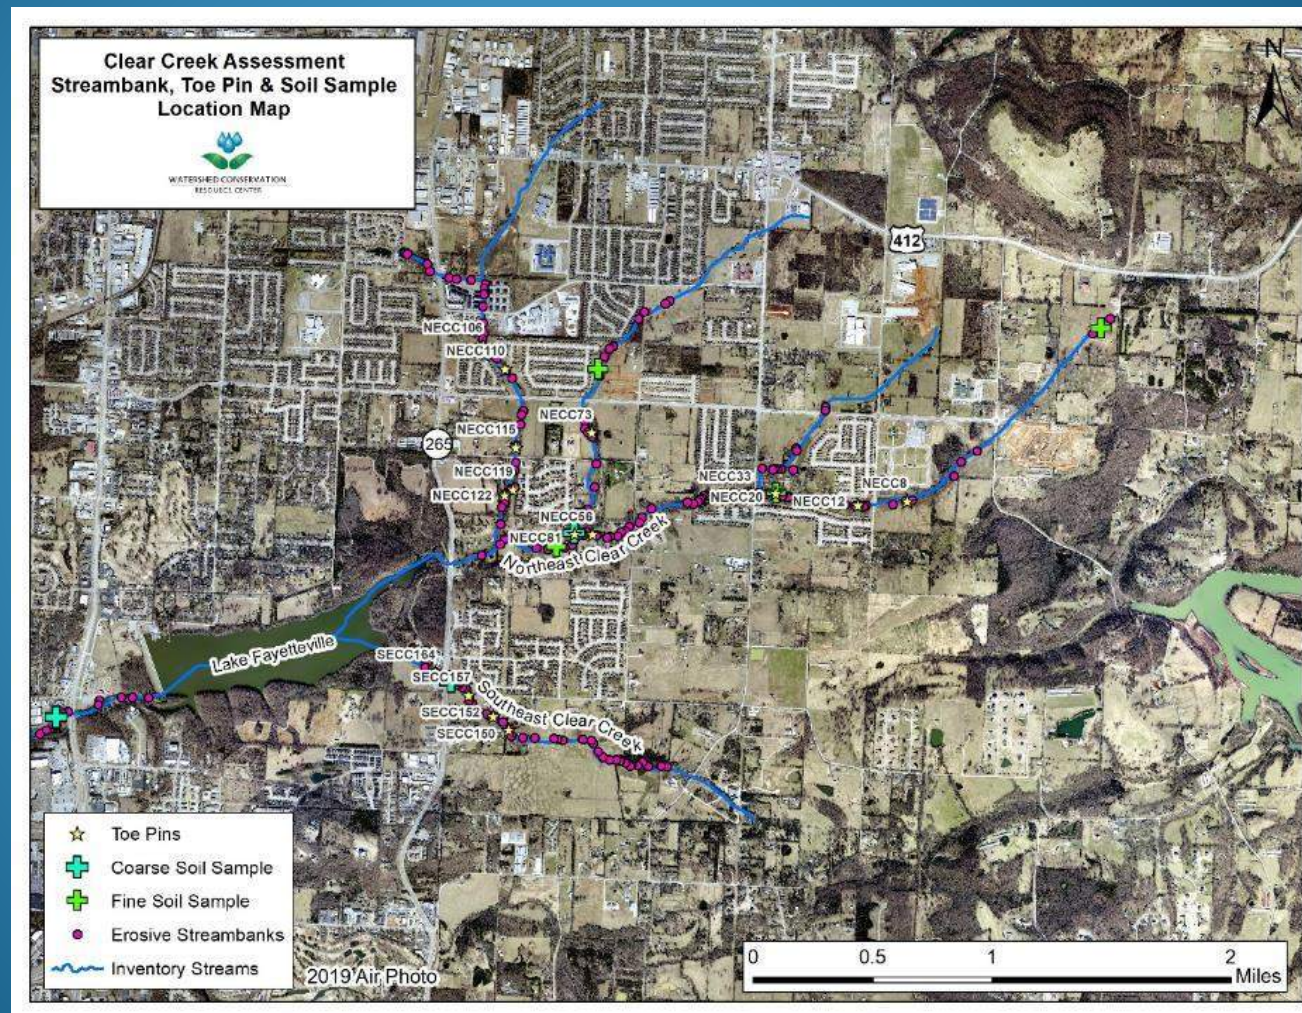 Clear Creek Assessment
Streambank, Toe Pin & Soil Sample
Location Map
WATERSHED CONSERVATION
RESOURCE CENTER
N
412
NECC106
NECC110
NECC73
NECC115
265
NECC119
NECC33
NECC8
NECC122
NECC20
NECC12
NECC56
NECC81
Northeast Clear Creek
Lake Fayetteville
SECC164
SECC157
Southeast Clear Creek
SECC152
SECC150
Toe Pins
Coarse Soil Sample
Fine Soil Sample
Erosive Streambanks
Inventory Streams
2019 Air Photo
0 0.5 1 2
Miles